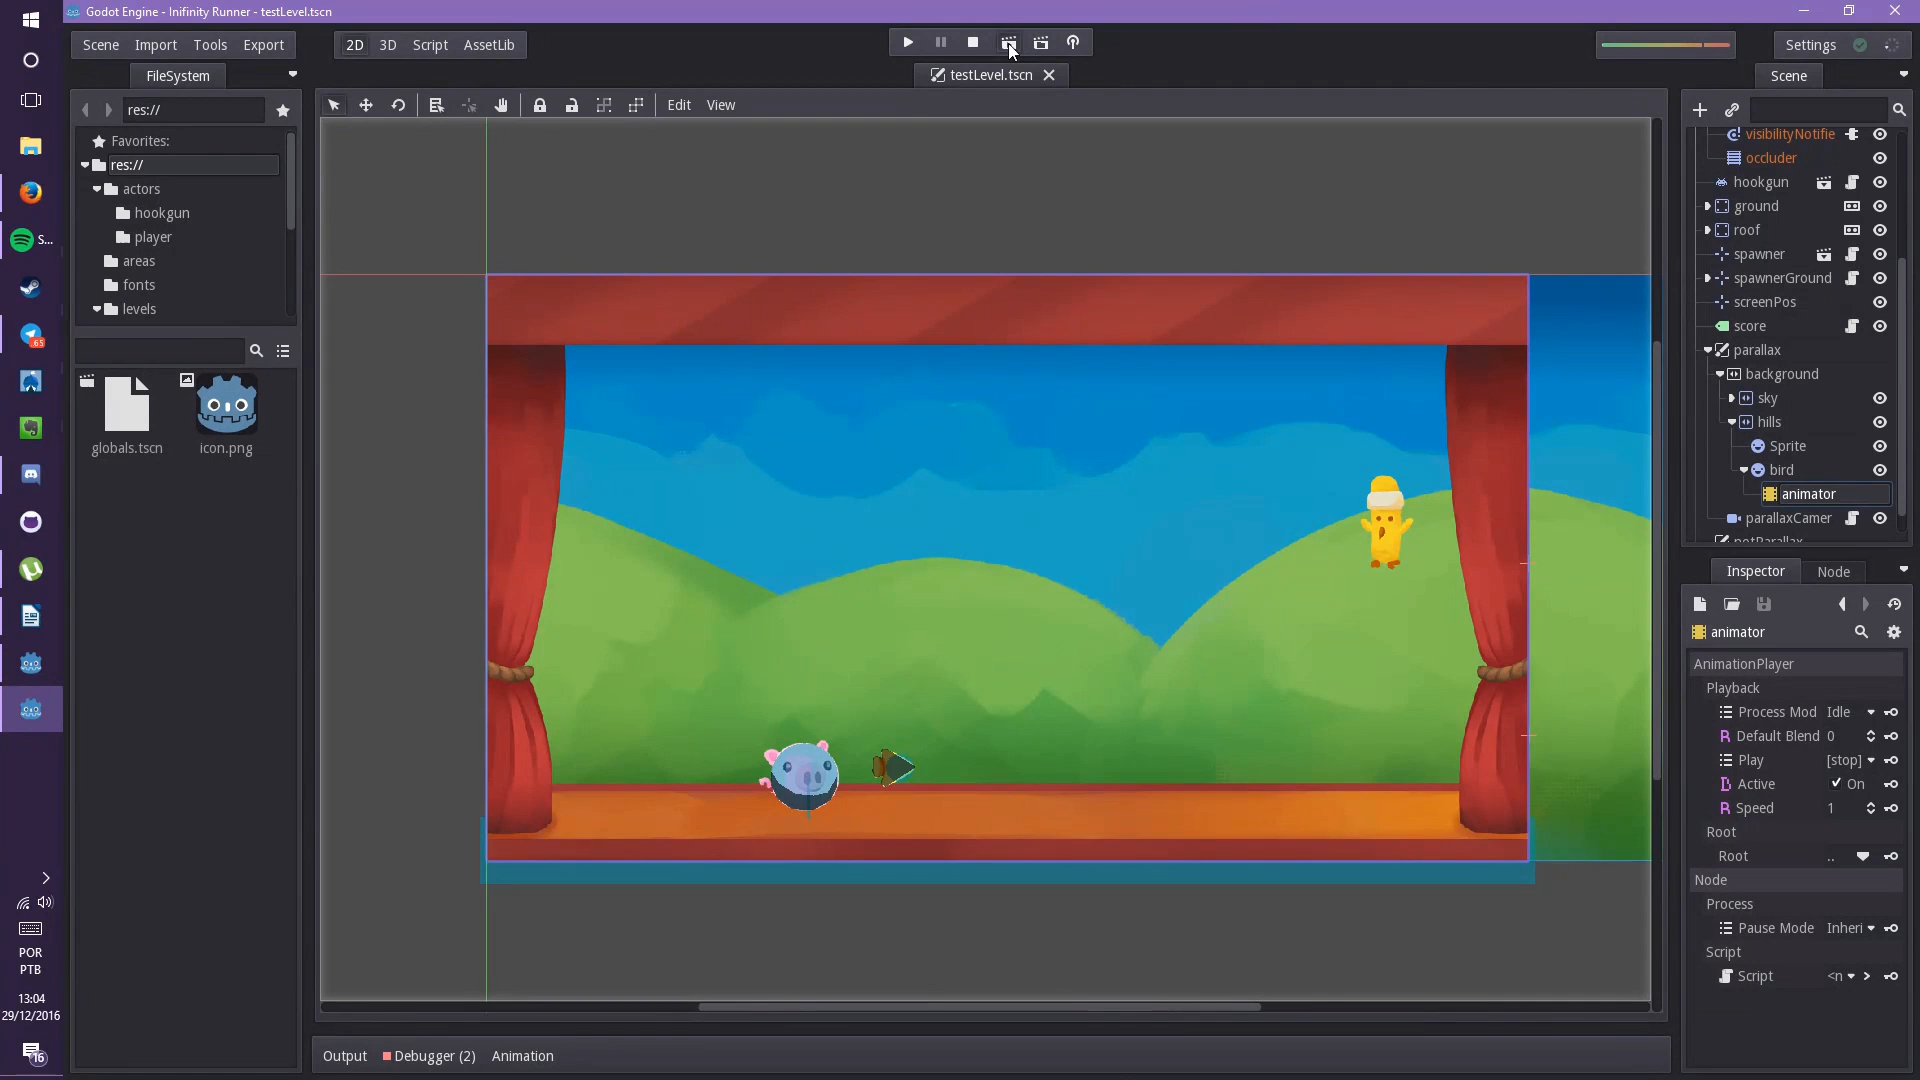 Godot Engine - Inifinity Runner - testLevel.tscn
Scene Import Tools Export
2D 3D Script AssetLib
Settings
FileSystem
testLevel.tscn
Scene
res://
Edit View
Favorites:
res://
actors
hookgun
player
areas
fonts
levels
globals.tscn
icon.png
visibilityNotifie
occluder
hookgun
ground
roof
spawner
spawnerGround
screenPos
score
parallax
background
sky
hills
Sprite
bird
animator
parallaxCamer
notParallax
Inspector Node
animator
AnimationPlayer
Playback
Process Mod Idle
Default Blend 0
Play [stop]
Active On
Speed 1
Root
Root ..
Node
Process
Pause Mode Inheri
Script
Script <n
Output Debugger (2) Animation
S...
65
POR
PTB
13:04
29/12/2016
16